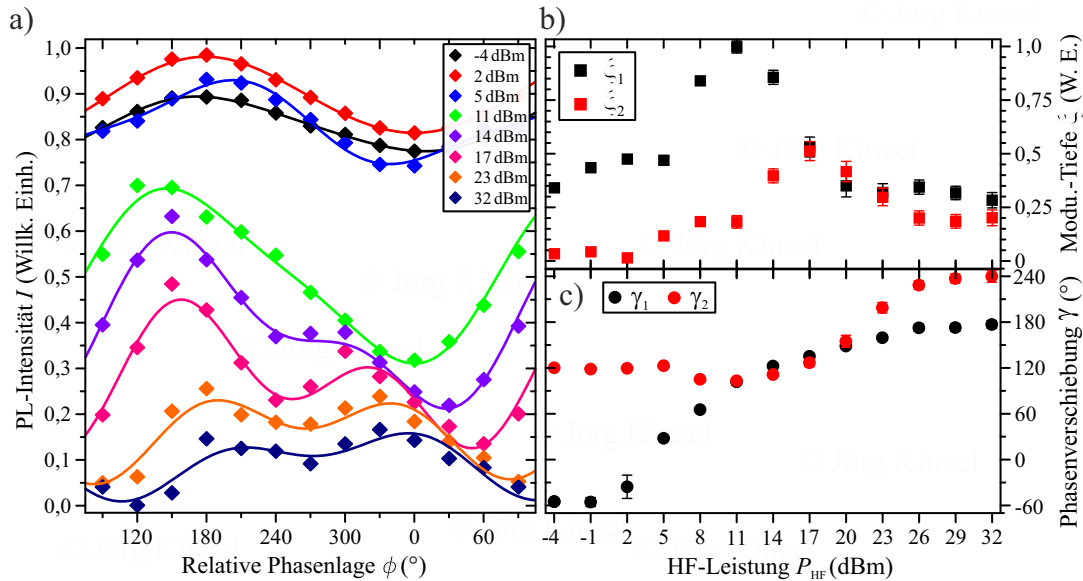 a)
1,0
0,9
0,8
0,7
0,6
0,5
0,4
0,3
0,2
0,1
0,0
PL-Intensität I (Willk. Einh.)
-4 dBm
2 dBm
5 dBm
11 dBm
14 dBm
17 dBm
23 dBm
32 dBm
120 180 240 300 0 60
Relative Phasenlage ϕ (°)
b)
ξ1
ξ2
1,0
0,75
0,5
0,25
0
Modu.-Tiefe ξ (W. E.)
c)
γ1 γ2
240
180
120
60
0
-60
Phasenverschiebung γ (°)
-4 -1 2 5 8 11 14 17 20 23 26 29 32
HF-Leistung PHF (dBm)
© Jörg Kinzel
© Jörg Kinzel
© Jörg Kinzel
© Jörg Kinzel
© Jörg Kinzel